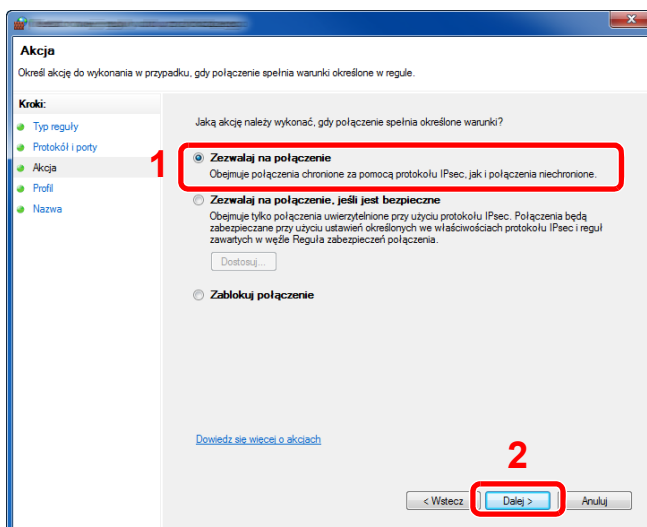 Akcja
Określ akcję do wykonania w przypadku, gdy połączenie spełnia warunki określone w regule.
Kroki:
Typ reguły
Protokół i porty
Akcja
Profil
Nazwa
Jaką akcję należy wykonać, gdy połączenie spełnia określone warunki?
1
Zezwalaj na połączenie
Obejmuje połączenia chronione za pomocą protokołu IPsec, jak i połączenia niechronione.
Zezwalaj na połączenie, jeśli jest bezpieczne
Obejmuje tylko połączenia uwierzytelnione przy użyciu protokołu IPsec. Połączenia będą
zabezpieczane przy użyciu ustawień określonych we właściwościach protokołu IPsec i reguł
zawartych w węźle Reguła zabezpieczeń połączenia.
Dostosuj...
Zablokuj połączenie
Dowiedz się więcej o akcjach
2
< Wstecz
Dalej >
Anuluj